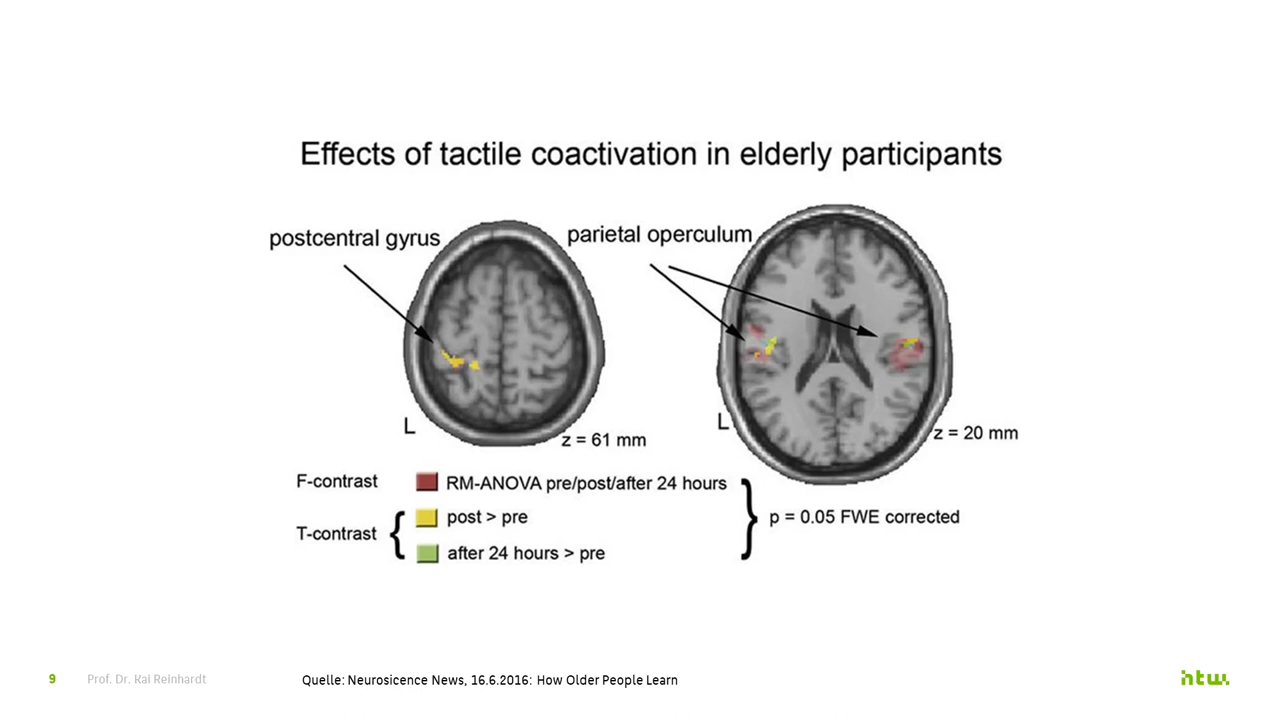 Effects of tactile coactivation in elderly participants
postcentral gyrus
parietal operculum
L
z = 61 mm
L
z = 20 mm
F-contrast
RM-ANOVA pre/post/after 24 hours
T-contrast
post > pre
after 24 hours > pre
p = 0.05 FWE corrected
9
Prof. Dr. Kai Reinhardt
Quelle: Neurosicence News, 16.6.2016: How Older People Learn
htw.